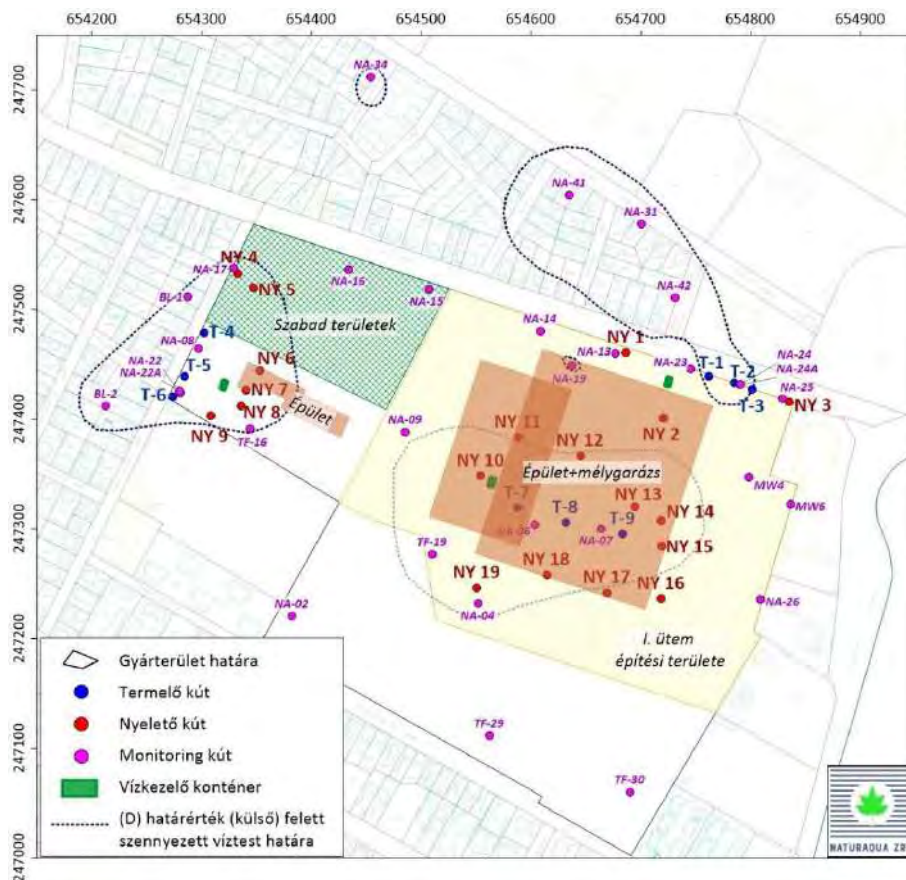 654200 654300 654400 654500 654600 654700 654800 654900
247700
247600
247500
247400
247300
247200
247100
247000
NA-34
NA-41
NA-31
NA-42
NA-17
NY 4
NY 5
NA-16
NA-15
BL-1
Szabad területek
NA-14
NY 1
NA-13
NA-23
NA-24
NA-24A
NA-25
T-1
T-2
T-3
NY 3
NA-19
T-4
NA-08
NA-22
NA-22A
T-5
T-6
BL-2
NY 6
NY 7
NY 8
NY 9
Épület
TF-16
NA-09
NY 11
NY 12
NY 2
NY 10
Épület+mélygarázs
MW4
MW6
NY 13
NY 14
T-7
T-8
T-9
NA-06
NA-07
NY 15
TF-19
NY 18
NY 17
NY 16
NY 19
NA-04
NA-02
NA-26
I. ütem
építési területe
TF-29
TF-30
Gyárterület határa
Termelő kút
Nyelető kút
Monitoring kút
Vízkezelő konténer
(D) határérték (külső) felett
szennyezett víztest határa
NATURAQUA ZR